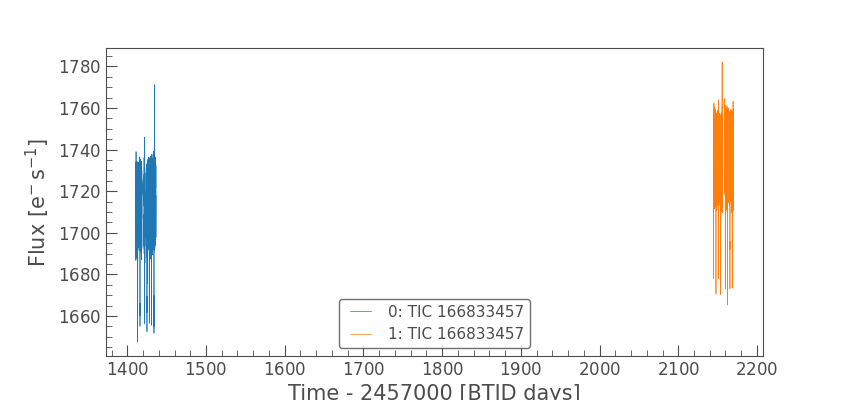 1780
1760
1740
1720
1700
1680
1660
Flux [e⁻ s⁻¹]
0: TIC 166833457
1: TIC 166833457
1400 1500 1600 1700 1800 1900 2000 2100 2200
Time - 2457000 [BTJD days]